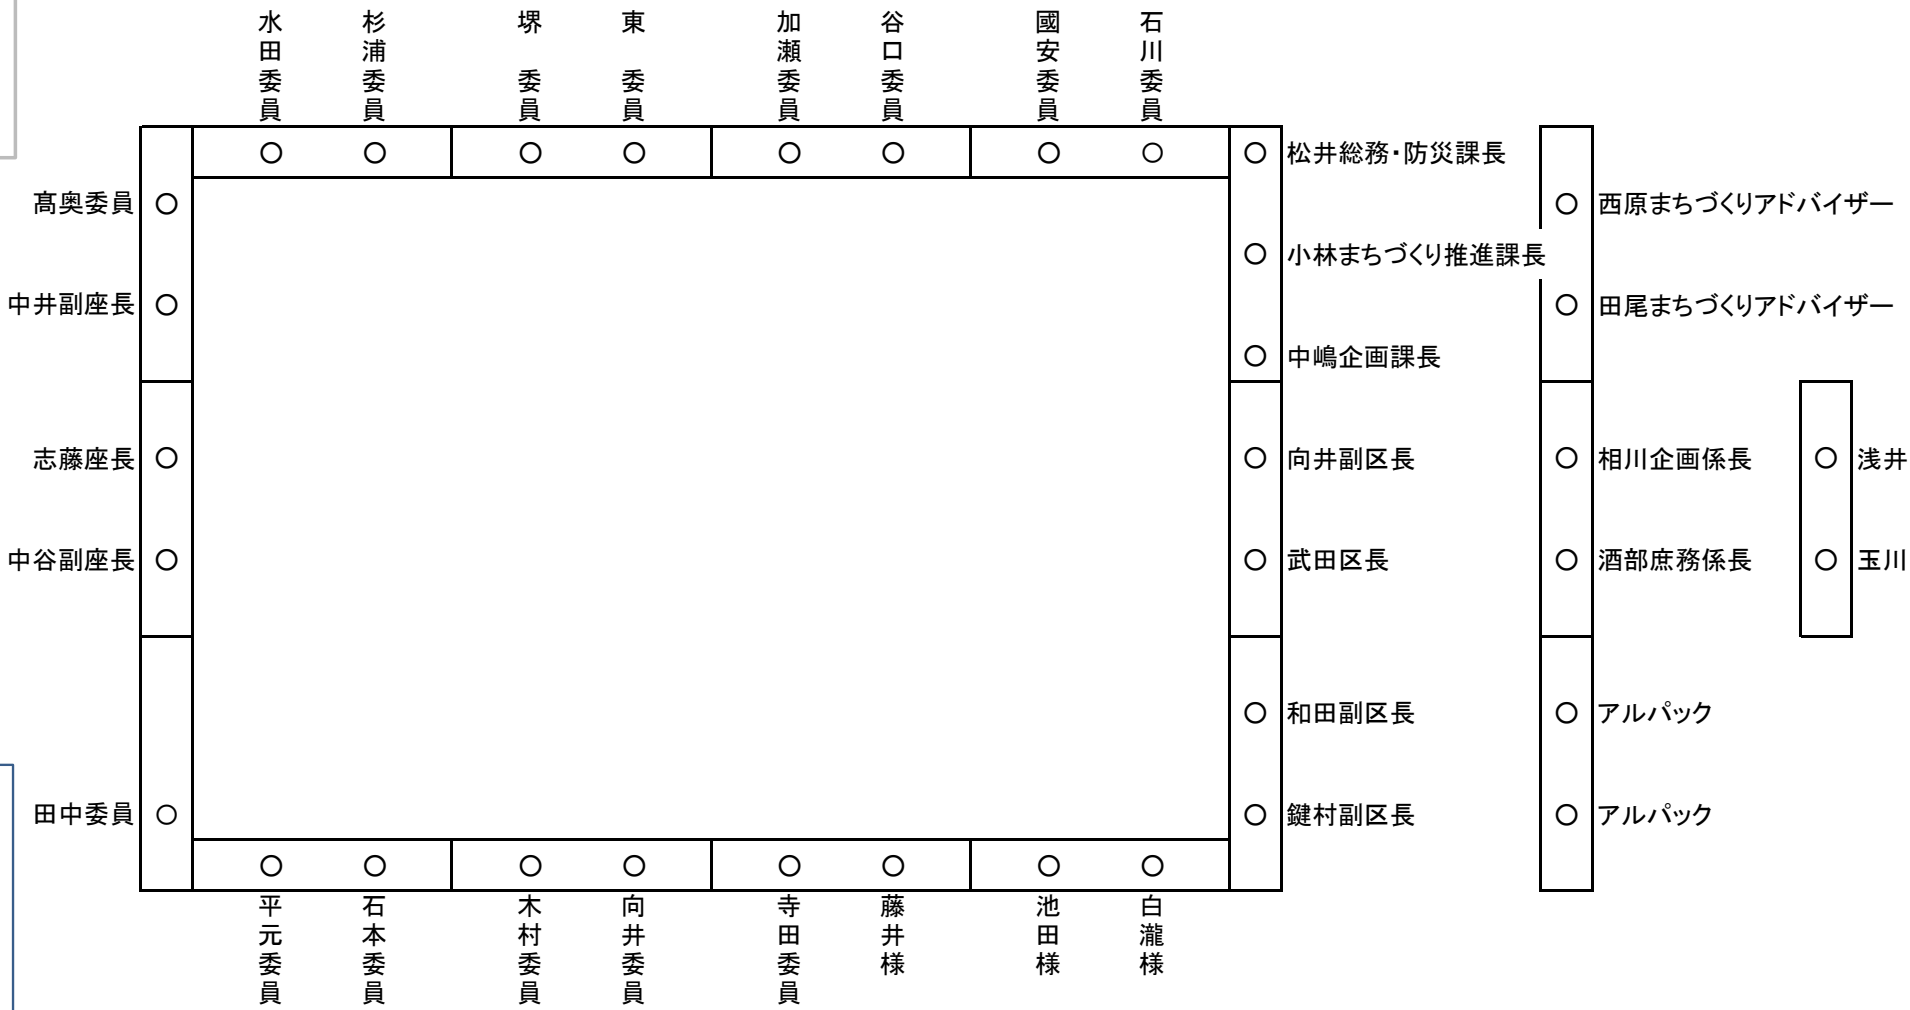 水田委員
杉浦委員
堺　委員
東　委員
加瀬委員
谷口委員
國安委員
石川委員
○ ○ ○ ○ ○ ○ ○ ○
髙奥委員 ○
中井副座長 ○
志藤座長 ○
中谷副座長 ○
田中委員 ○
○ 松井総務・防災課長
○ 小林まちづくり推進課長
○ 中嶋企画課長
○ 向井副区長
○ 武田区長
○ 和田副区長
○ 鍵村副区長
○ 西原まちづくりアドバイザー
○ 田尾まちづくりアドバイザー
○ 相川企画係長
○ 酒部庶務係長
○ アルパック
○ アルパック
○ 浅井
○ 玉川
○ ○ ○ ○ ○ ○ ○ ○
平元委員
石本委員
木村委員
向井委員
寺田委員
藤井様
池田様
白瀧様